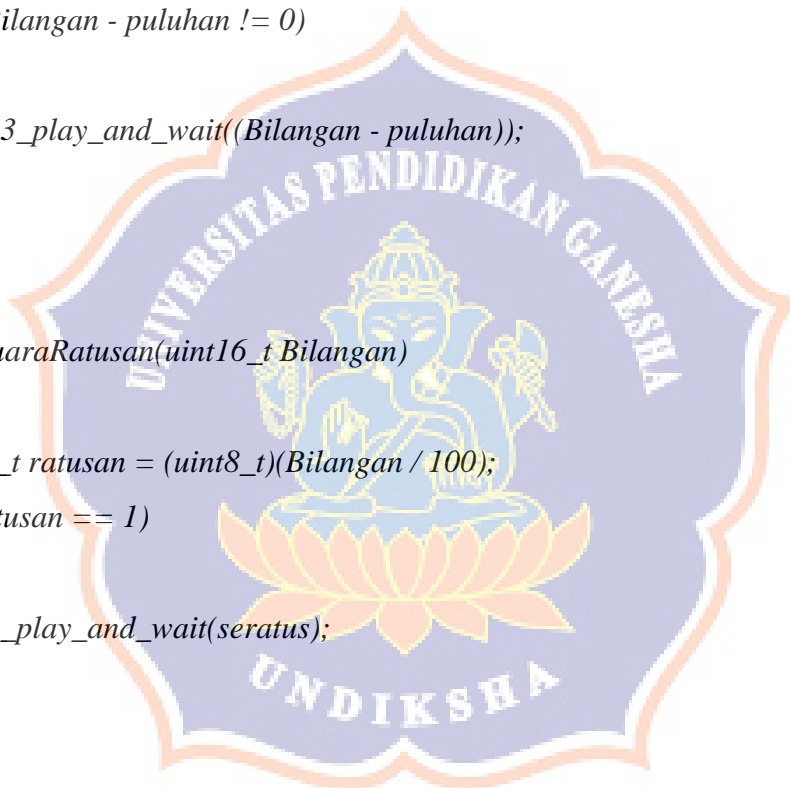 ilangan - puluhan != 0)
3_play_and_wait((Bilangan - puluhan));
UNIVERSITAS PENDIDIKAN GANESHA
uaraRatusan(uint16_t Bilangan)
_t ratusan = (uint8_t)(Bilangan / 100);
tusan == 1)
_play_and_wait(seratus);
UNDIKSHA